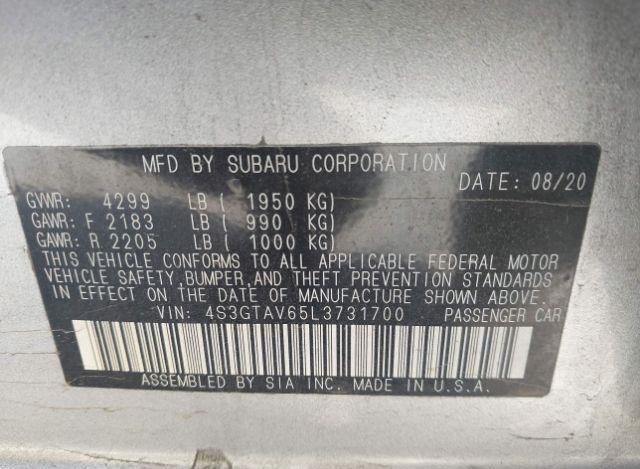 MFD BY SUBARU CORPORATION
DATE: 08/20
GVWR: 4299 LB ( 1950 KG)
GAWR: F 2183 LB ( 990 KG)
GAWR: R 2205 LB ( 1000 KG)
THIS VEHICLE CONFORMS TO ALL APPLICABLE FEDERAL MOTOR
VEHICLE SAFETY,BUMPER,AND THEFT PREVENTION STANDARDS
IN EFFECT ON THE DATE OF MANUFACTURE SHOWN ABOVE.
VIN: 4S3GTAV65L3731700 PASSENGER CAR
ASSEMBLED BY SIA INC. MADE IN U.S.A.